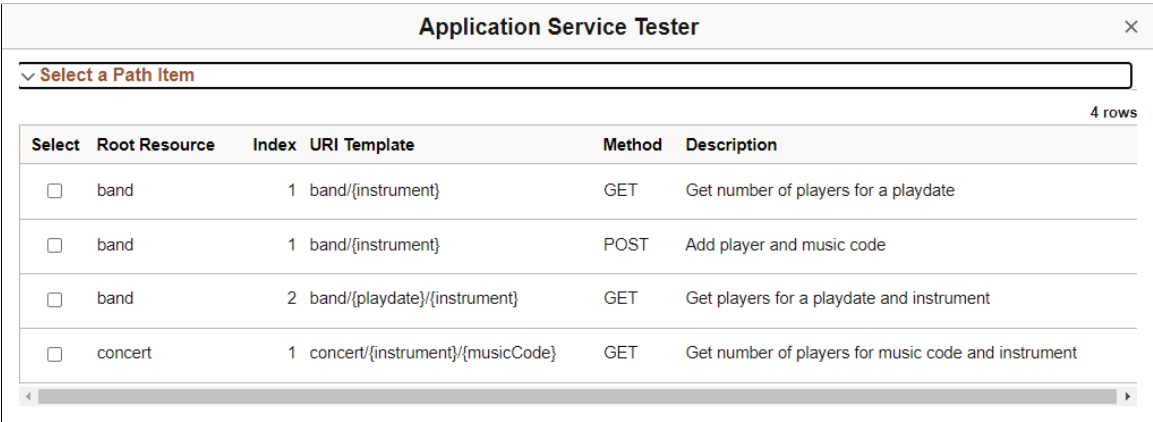 Application Service Tester
Select a Path Item
4 rows
Select Root Resource Index URI Template Method Description
band 1 band/{instrument} GET Get number of players for a playdate
band 1 band/{instrument} POST Add player and music code
band 2 band/{playdate}/{instrument} GET Get players for a playdate and instrument
concert 1 concert/{instrument}/{musicCode} GET Get number of players for music code and instrument